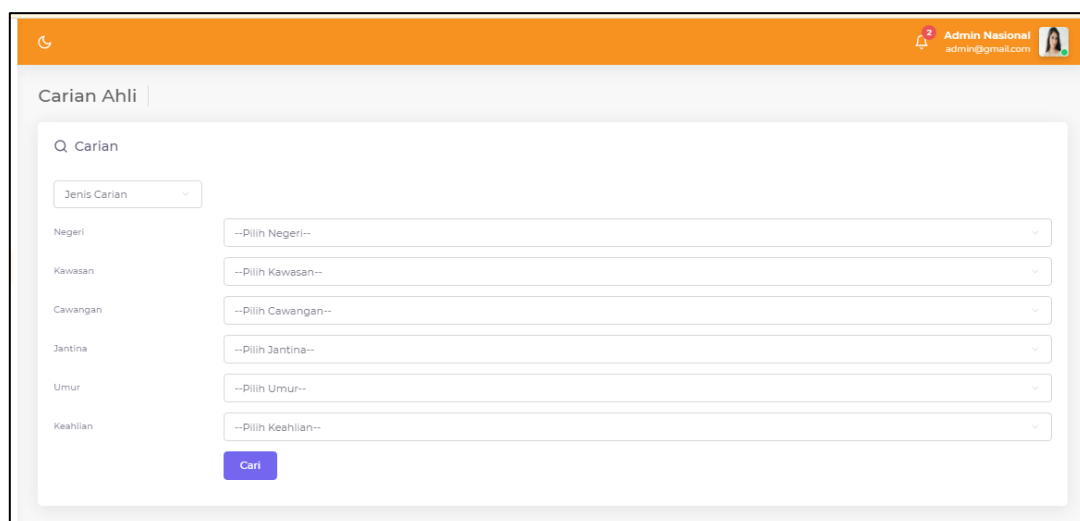 2
Admin Nasional
admin@gmail.com
Carian Ahli
Carian
Jenis Carian
Negeri --Pilih Negeri--
Kawasan --Pilih Kawasan--
Cawangan --Pilih Cawangan--
Jantina --Pilih Jantina--
Umur --Pilih Umur--
Keahlian --Pilih Keahlian--
Cari